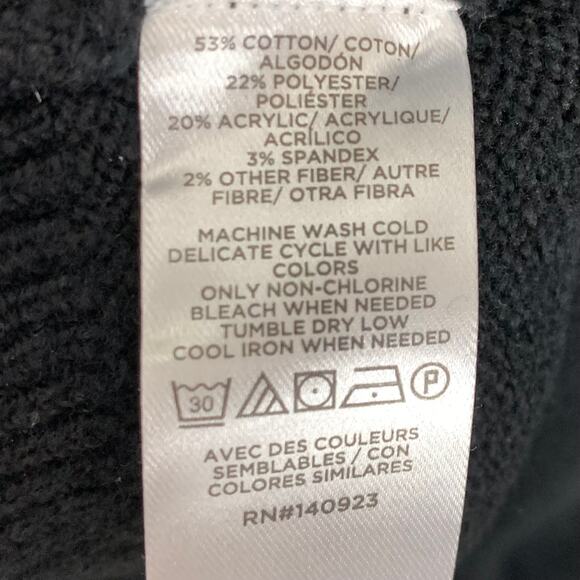 53% COTTON/ COTON/
ALGODÓN
22% POLYESTER/
POLIÉSTER
20% ACRYLIC/ ACRYLIQUE/
ACRÍLICO
3% SPANDEX
2% OTHER FIBER/ AUTRE
FIBRE/ OTRA FIBRA
MACHINE WASH COLD
DELICATE CYCLE WITH LIKE
COLORS
ONLY NON-CHLORINE
BLEACH WHEN NEEDED
TUMBLE DRY LOW
COOL IRON WHEN NEEDED
30 P
AVEC DES COULEURS
SEMBLABLES / CON
COLORES SIMILARES
RN#140923